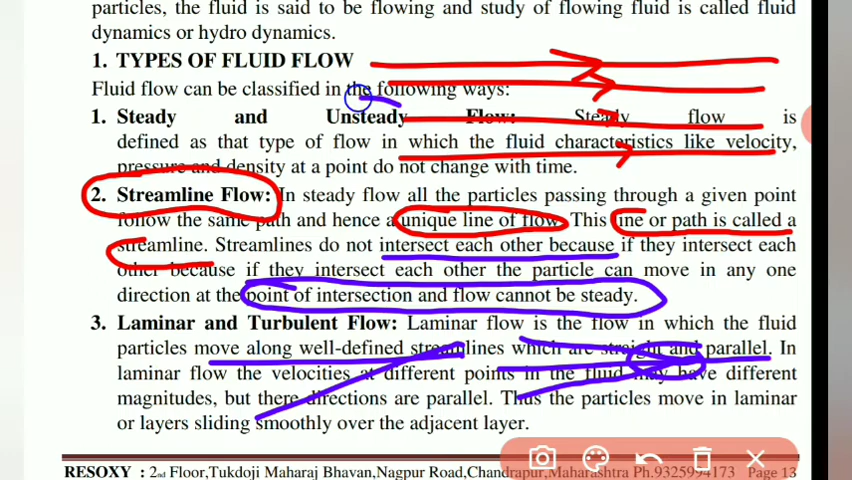 particles, the fluid is said to be flowing and study of flowing fluid is called fluid
dynamics or hydro dynamics.
1. TYPES OF FLUID FLOW
Fluid flow can be classified in the following ways:
1. Steady and Unsteady Flow: Steady flow is
defined as that type of flow in which the fluid characteristics like velocity,
pressure and density at a point do not change with time.
2. Streamline Flow: In steady flow all the particles passing through a given point
follow the same path and hence a unique line of flow. This line or path is called a
streamline. Streamlines do not intersect each other because if they intersect each
other because if they intersect each other the particle can move in any one
direction at the point of intersection and flow cannot be steady.
3. Laminar and Turbulent Flow: Laminar flow is the flow in which the fluid
particles move along well-defined streamlines which are straight and parallel. In
laminar flow the velocities at different points in the fluid may have different
magnitudes, but there directions are parallel. Thus the particles move in laminar
or layers sliding smoothly over the adjacent layer.
RESOXY : 2nd Floor,Tukdoji Maharaj Bhavan,Nagpur Road,Chandrapur,Maharashtra Ph.9325994173 Page 13